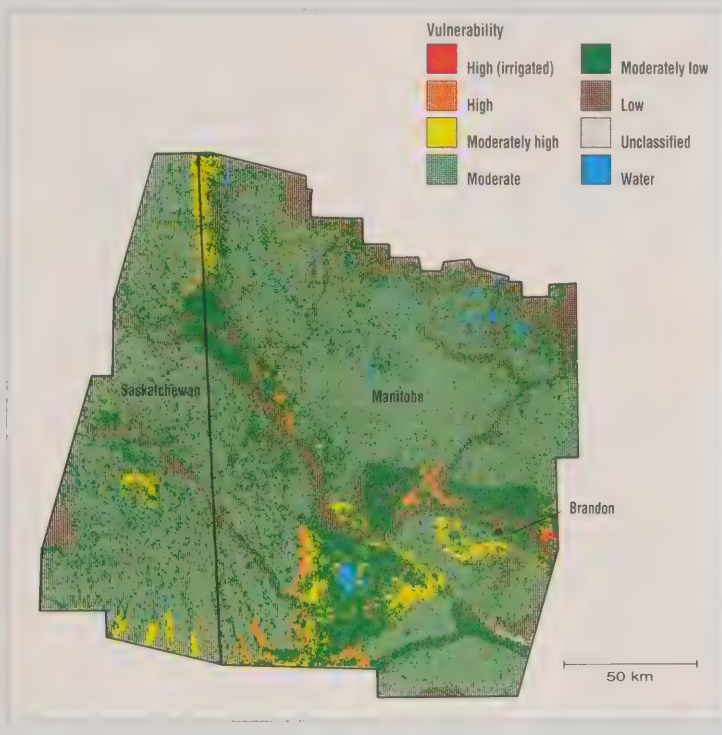 Vulnerability
High (irrigated)
High
Moderately high
Moderate
Moderately low
Low
Unclassified
Water
Saskatchewan
Manitoba
Brandon
50 km